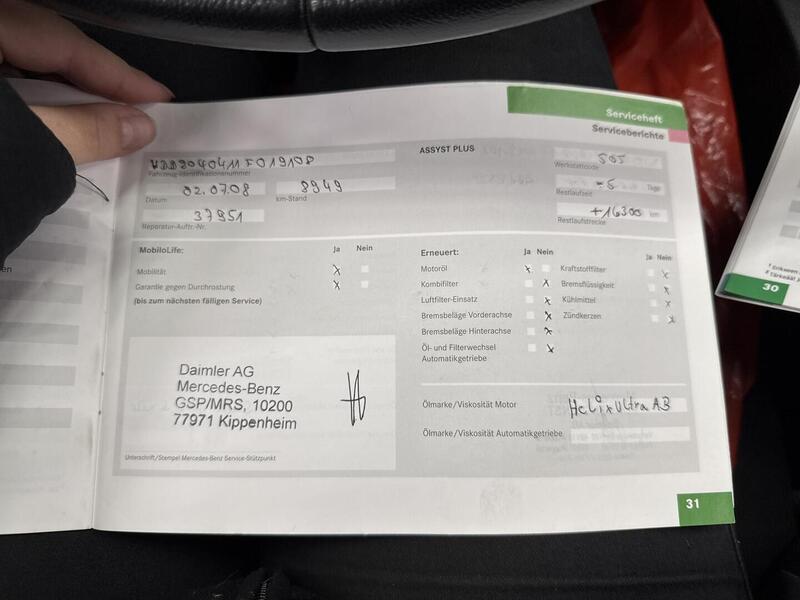 Serviceheft
Serviceberichte
ASSYST PLUS
Fahrzeug-Identifikationsnummer
02.07.08
8949
Datum
km-Stand
37951
Reparatur-Auftr.-Nr.
505
Werkstattcode
-5 Tage
Restlaufzeit
+16300 km
Restlaufstrecke
MobiloLife: Ja Nein
Mobilität x
Garantie gegen Durchrostung x
(bis zum nächsten fälligen Service)
Erneuert: Ja Nein Ja Nein
Motoröl x Kraftstofffilter x
Kombifilter x Bremsflüssigkeit x
Luftfilter-Einsatz x Kühlmittel x
Bremsbeläge Vorderachse x Zündkerzen x
Bremsbeläge Hinterachse x
Öl- und Filterwechsel
Automatikgetriebe x
Daimler AG
Mercedes-Benz
GSP/MRS, 10200
77971 Kippenheim
Unterschrift/Stempel Mercedes-Benz Service-Stützpunkt
Ölmarke/Viskosität Motor Helix Ultra AB
Ölmarke/Viskosität Automatikgetriebe
31
30